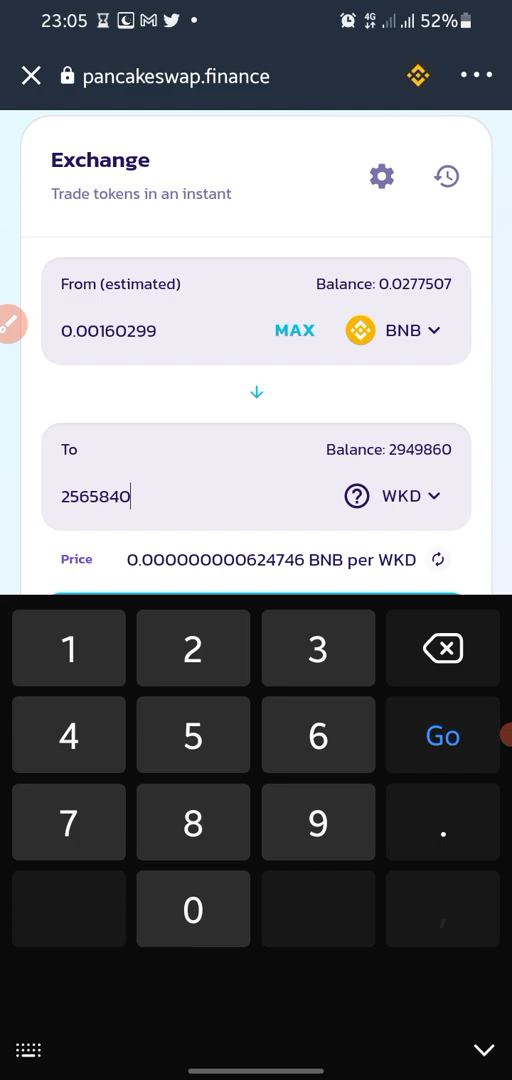 23:05 4G 52%
pancakeswap.finance
Exchange
Trade tokens in an instant
From (estimated) Balance: 0.0277507
0.00160299 MAX BNB
To Balance: 2949860
2565840 WKD
Price 0.000000000624746 BNB per WKD
1 2 3
4 5 6 Go
7 8 9 .
0 ,